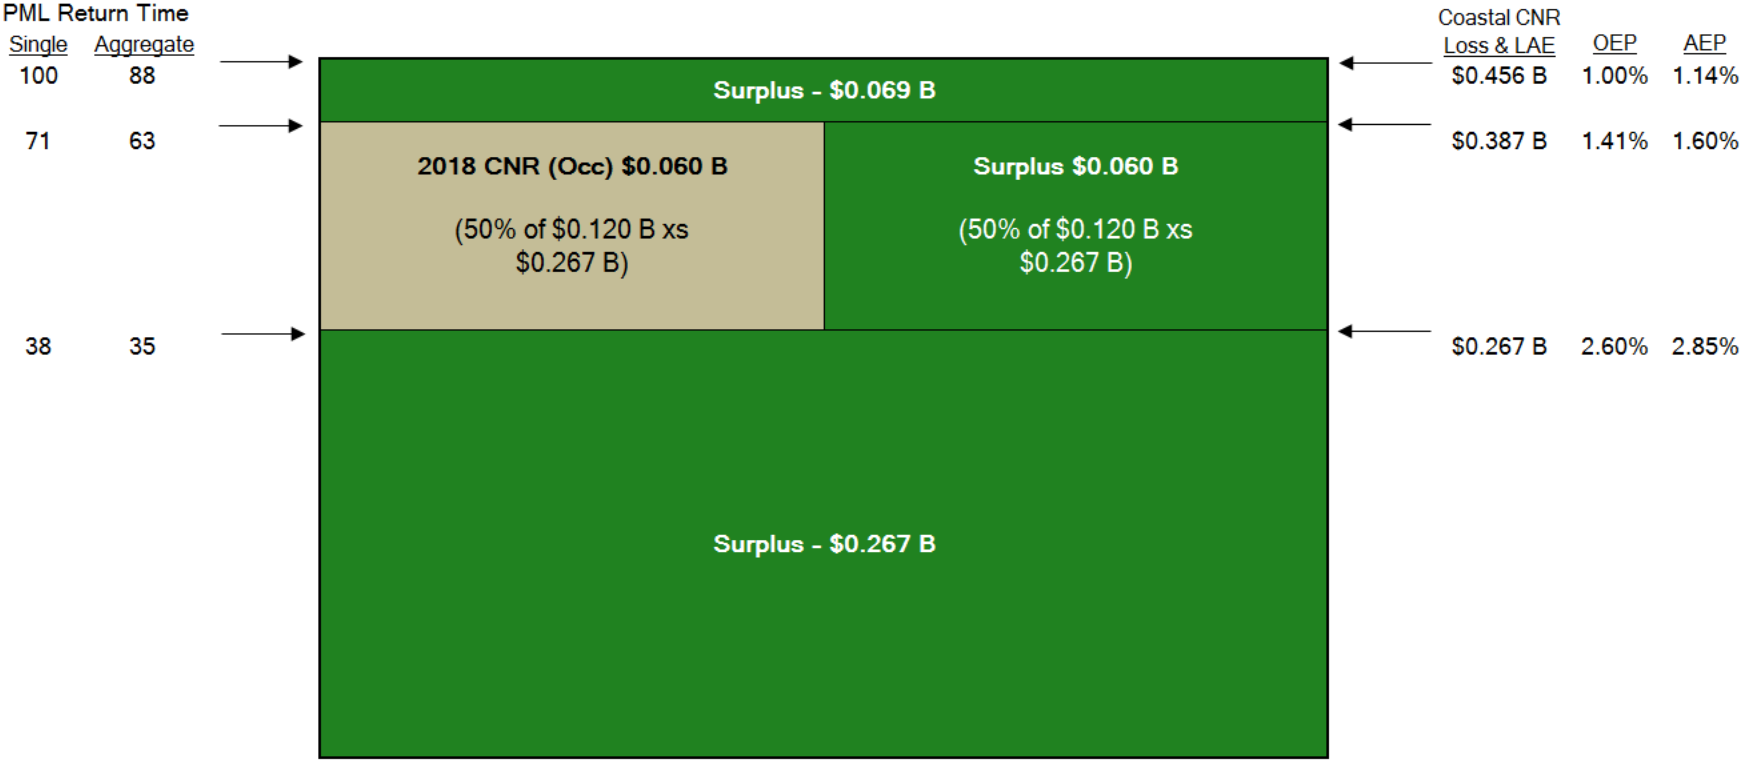 PML Return Time
Single Aggregate
100 88
71 63
38 35
Surplus - $0.069 B
2018 CNR (Occ) $0.060 B
(50% of $0.120 B xs
$0.267 B)
Surplus $0.060 B
(50% of $0.120 B xs
$0.267 B)
Surplus - $0.267 B
Coastal CNR
Loss & LAE OEP AEP
$0.456 B 1.00% 1.14%
$0.387 B 1.41% 1.60%
$0.267 B 2.60% 2.85%